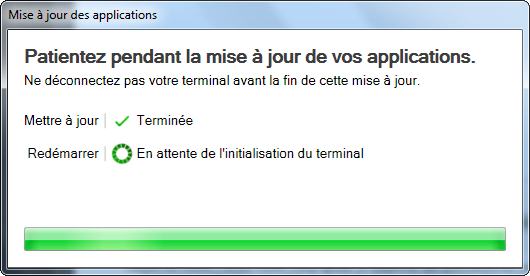 Mise à jour des applications
Patientez pendant la mise à jour de vos applications.
Ne déconnectez pas votre terminal avant la fin de cette mise à jour.
Mettre à jour Terminée
Redémarrer En attente de l'initialisation du terminal